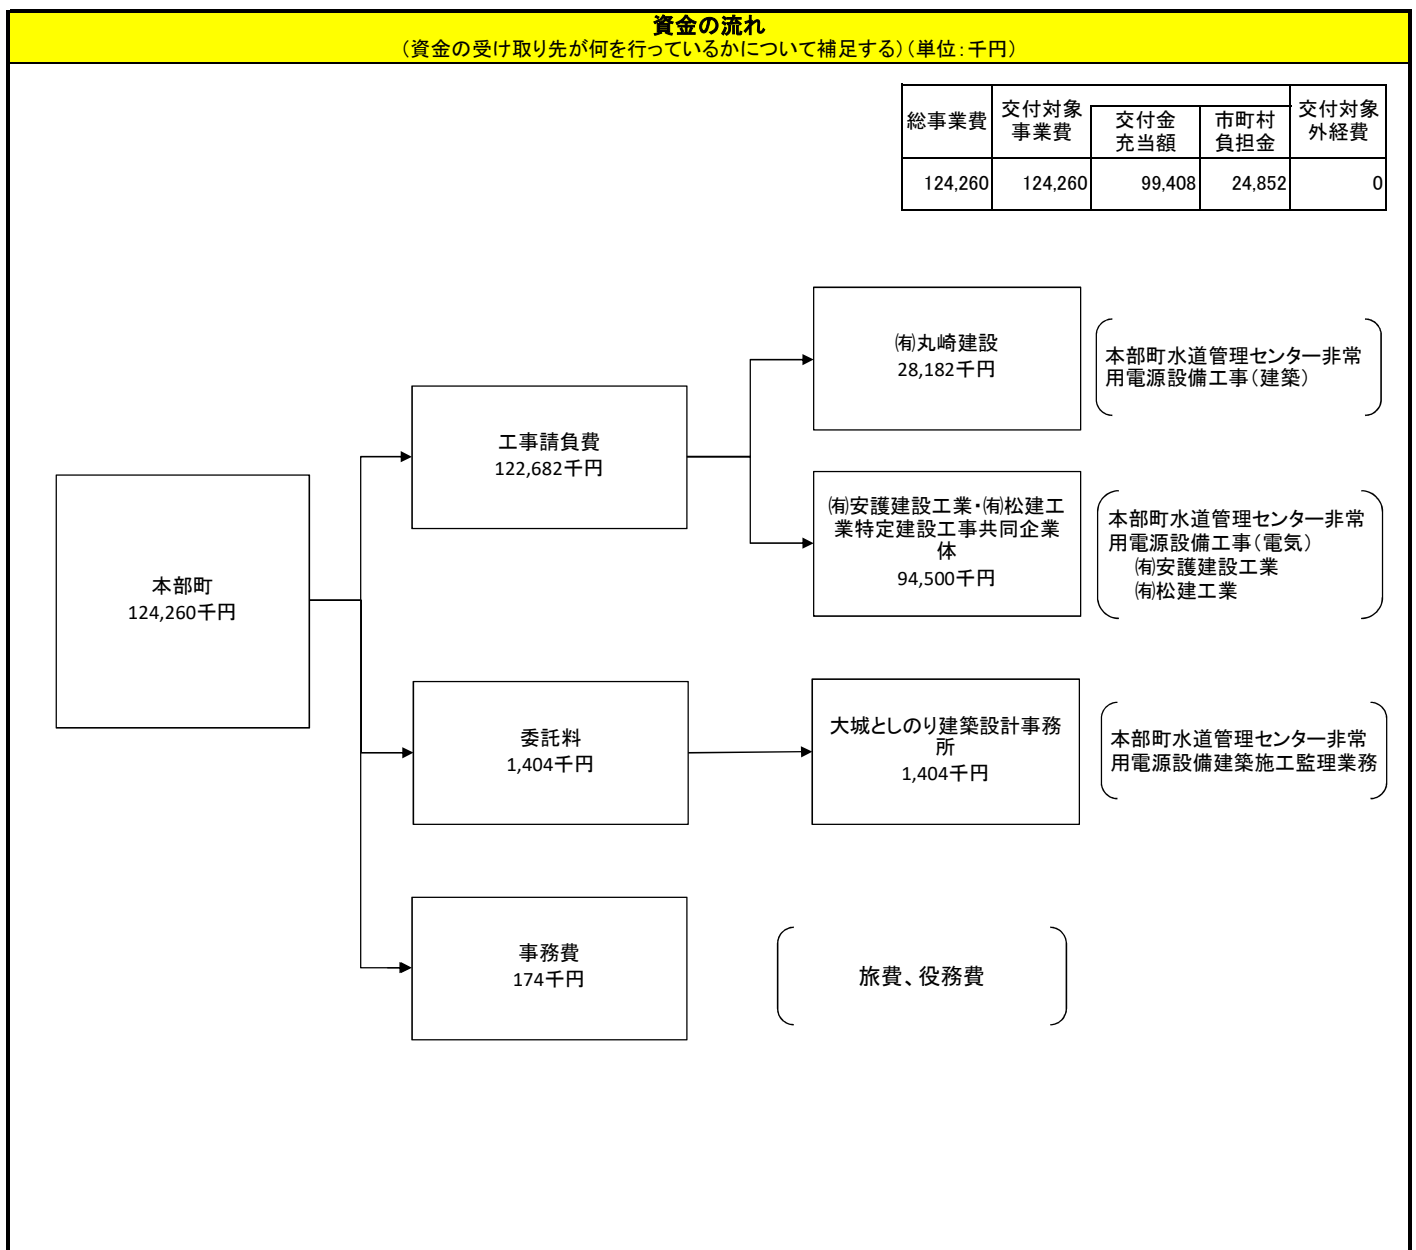 資金の流れ
（資金の受け取り先が何を行っているかについて補足する）（単位：千円）
総事業費
交付対象
事業費
交付金
充当額
市町村
負担金
交付対象
外経費
124,260 124,260 99,408 24,852 0
㈲丸崎建設
28,182千円
本部町水道管理センター非常
用電源設備工事（建築）
工事請負費
122,682千円
㈲安護建設工業・㈲松建工
業特定建設工事共同企業
体
94,500千円
本部町水道管理センター非常
用電源設備工事（電気）
㈲安護建設工業
㈲松建工業
本部町
124,260千円
委託料
1,404千円
大城としのり建築設計事務
所
1,404千円
本部町水道管理センター非常
用電源設備建築施工監理業務
事務費
174千円
旅費、役務費